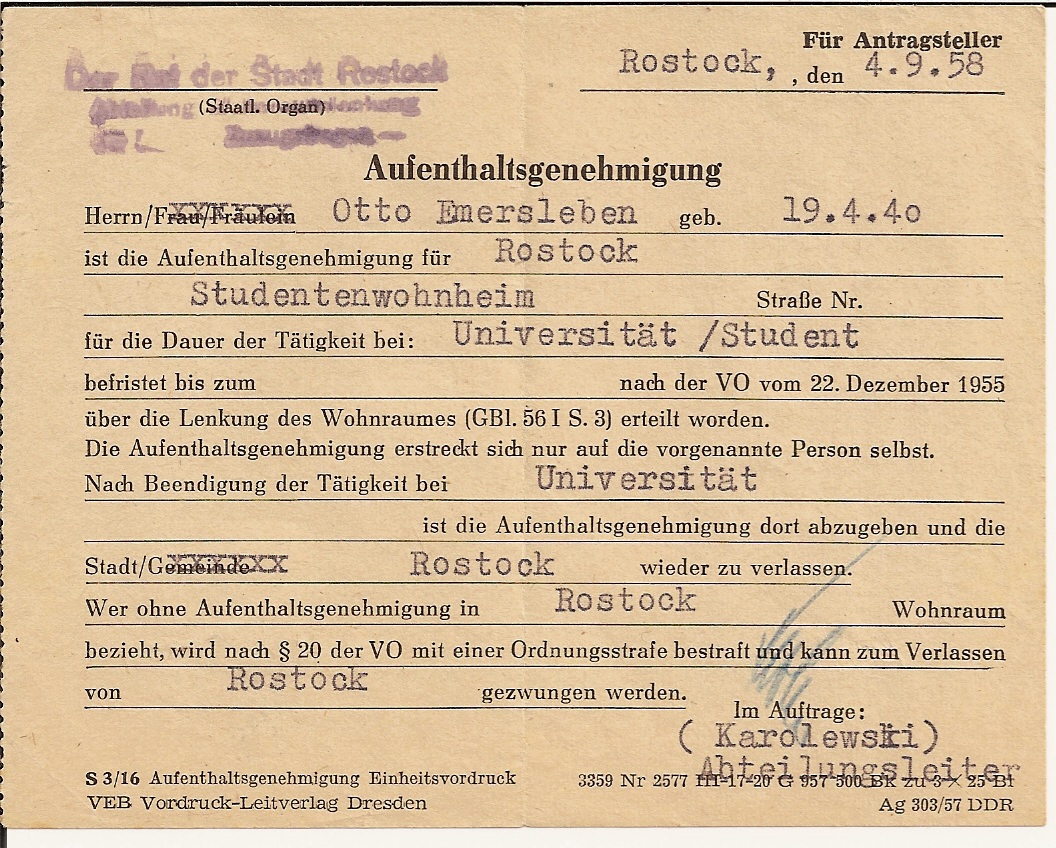 Für Antragsteller
Der Rat der Stadt Rostock
Rostock, , den 4.9.58
(Staatl. Organ)
Aufenthaltsgenehmigung
Herrn/Frau/Fräulein Otto Emersleben geb. 19.4.40
ist die Aufenthaltsgenehmigung für Rostock
Studentenwohnheim Straße Nr.
für die Dauer der Tätigkeit bei: Universität /Student
befristet bis zum nach der VO vom 22. Dezember 1955
über die Lenkung des Wohnraumes (GBl. 56 I S. 3) erteilt worden.
Die Aufenthaltsgenehmigung erstreckt sich nur auf die vorgenannte Person selbst.
Nach Beendigung der Tätigkeit bei Universität
ist die Aufenthaltsgenehmigung dort abzugeben und die
Stadt/Gemeinde Rostock wieder zu verlassen.
Wer ohne Aufenthaltsgenehmigung in Rostock Wohnraum
bezieht, wird nach § 20 der VO mit einer Ordnungsstrafe bestraft und kann zum Verlassen
von Rostock gezwungen werden.
Im Auftrage:
( Karolewski)
Abteilungsleiter
S 3/16 Aufenthaltsgenehmigung Einheitsvordruck
VEB Vordruck-Leitverlag Dresden
3359 Nr 2577 III-17-20 G 957 500 Bk zu 3 × 25 Bl
Ag 303/57 DDR